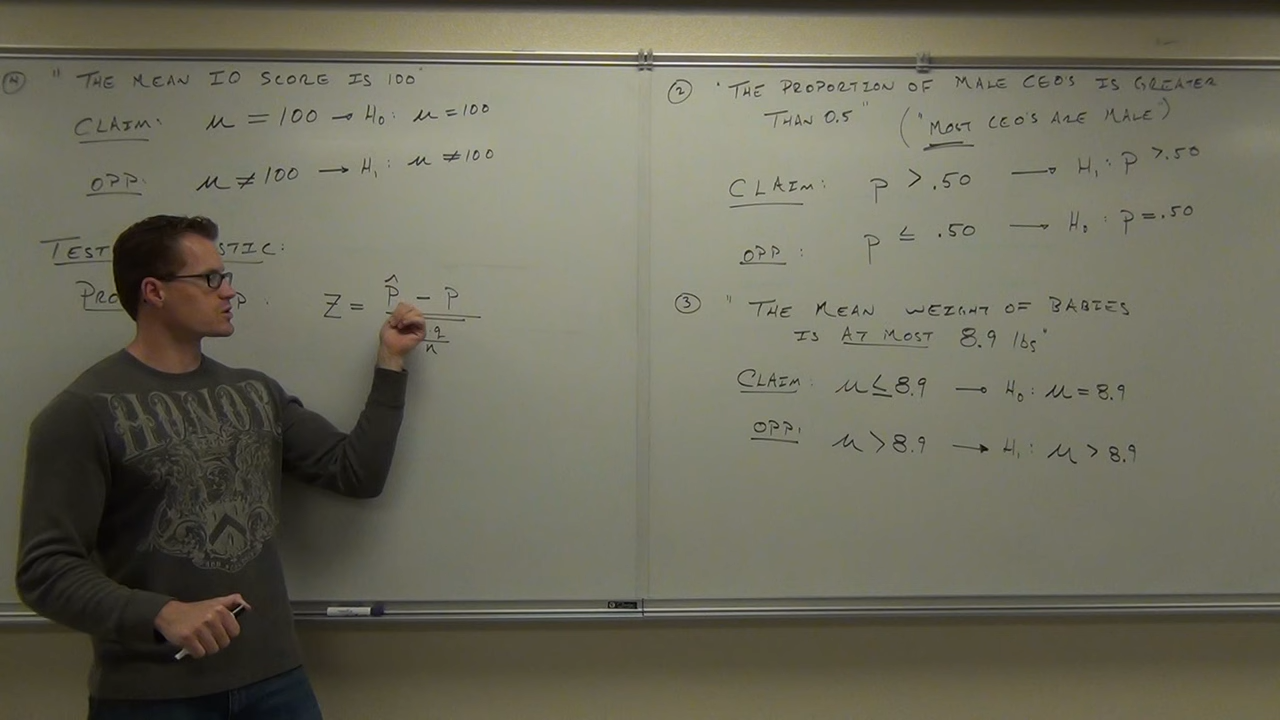 ④ "THE MEAN IQ SCORE IS 100"
CLAIM: μ = 100 → H₀: μ = 100
OPP: μ ≠ 100 → H₁: μ ≠ 100
TEST STIC:
PRO P:
Z = p̂ - p
q
n
② "THE PROPORTION OF MALE CEO'S IS GREATER
THAN 0.5" ("MOST CEO'S ARE MALE")
CLAIM: P > .50 → H₁: P > .50
OPP: P ≤ .50 → H₀: P = .50
③ "THE MEAN WEIGHT OF BABIES
IS AT MOST 8.9 lbs"
CLAIM: μ ≤ 8.9 → H₀: μ = 8.9
OPP: μ > 8.9 → H₁: μ > 8.9
HONOR